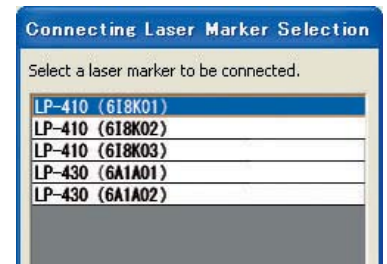 Connecting Laser Marker Selection
Select a laser marker to be connected.
LP-410 (6I8K01)
LP-410 (6I8K02)
LP-410 (6I8K03)
LP-430 (6A1A01)
LP-430 (6A1A02)